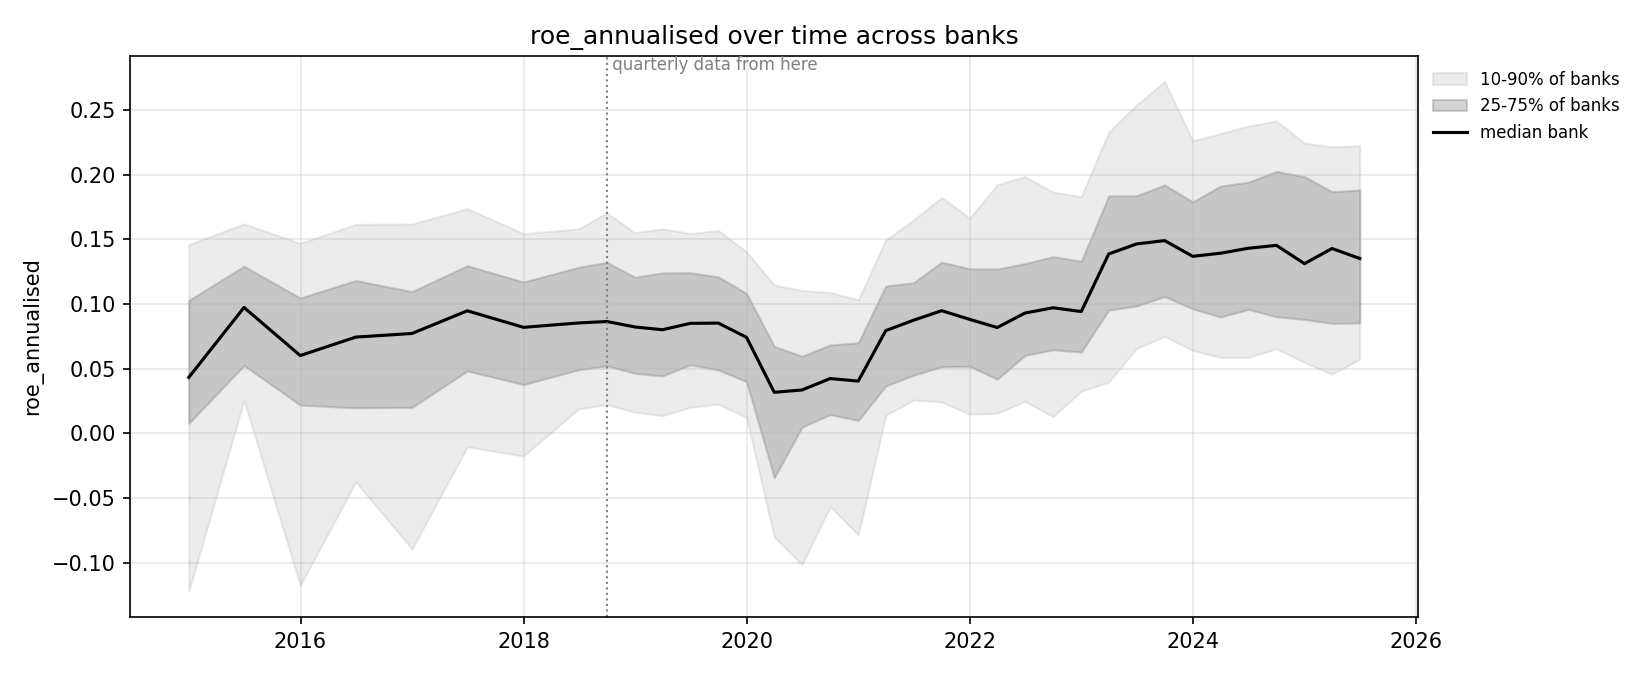 roe_annualised over time across banks
quarterly data from here
10-90% of banks
25-75% of banks
median bank
roe_annualised
0.25
0.20
0.15
0.10
0.05
0.00
−0.05
−0.10
2016
2018
2020
2022
2024
2026